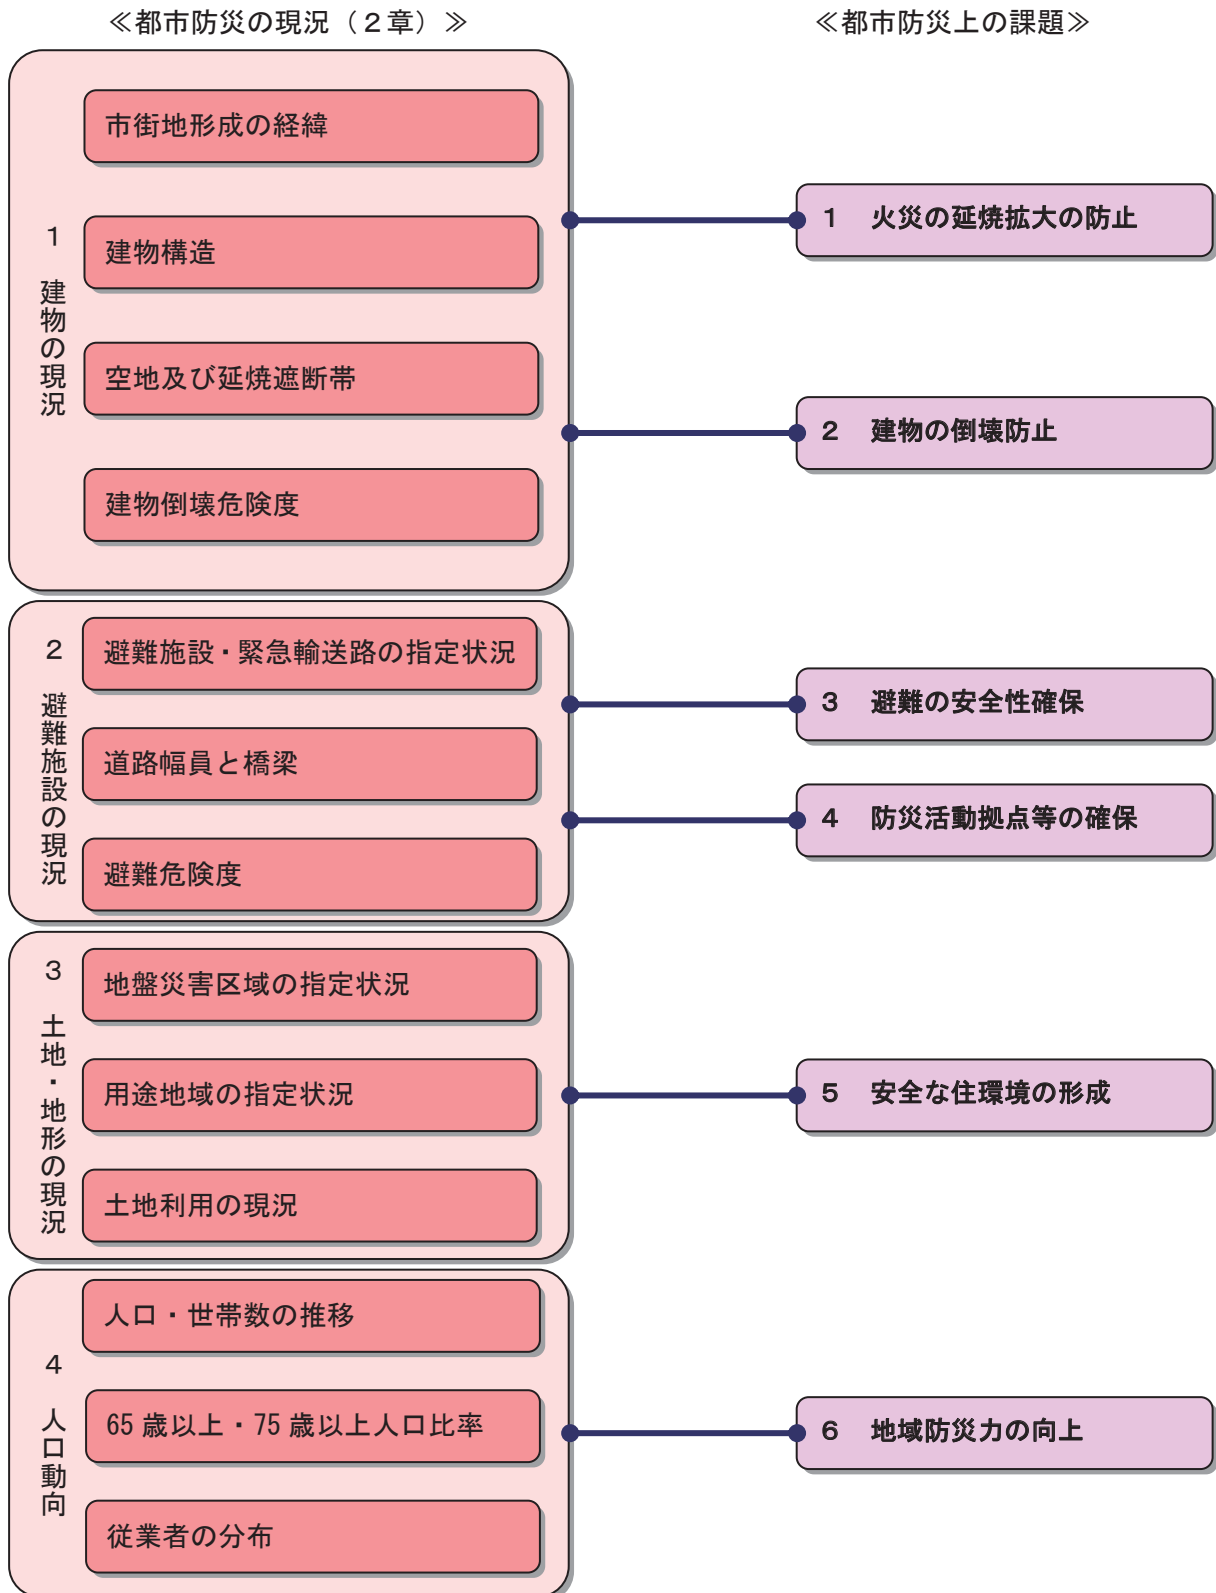 ≪都市防災の現況（２章）≫
≪都市防災上の課題≫
１　建物の現況
市街地形成の経緯
建物構造
空地及び延焼遮断帯
建物倒壊危険度
１　火災の延焼拡大の防止
２　建物の倒壊防止
２　避難施設の現況
避難施設・緊急輸送路の指定状況
道路幅員と橋梁
避難危険度
３　避難の安全性確保
４　防災活動拠点等の確保
３　土地・地形の現況
地盤災害区域の指定状況
用途地域の指定状況
土地利用の現況
５　安全な住環境の形成
４　人口動向
人口・世帯数の推移
65歳以上・75歳以上人口比率
従業者の分布
６　地域防災力の向上